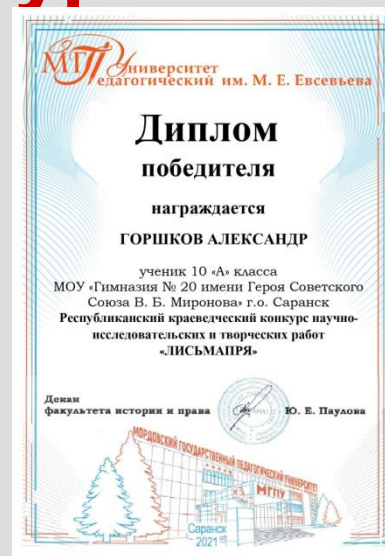 МГП Университет
Педагогический им. М. Е. Евсевьева
Диплом
победителя
награждается
ГОРШКОВ АЛЕКСАНДР
ученик 10 «А» класса
МОУ «Гимназия № 20 имени Героя Советского
Союза В. Б. Миронова» г.о. Саранск
Республиканский краеведческий конкурс научно-
исследовательских и творческих работ
«ЛИСЬМАПРЯ»
Декан
факультета истории и права Ю. Е. Паулова
МОРДОВСКИЙ ГОСУДАРСТВЕННЫЙ ПЕДАГОГИЧЕСКИЙ УНИВЕРСИТЕТ
МГПУ
Саранск
2021